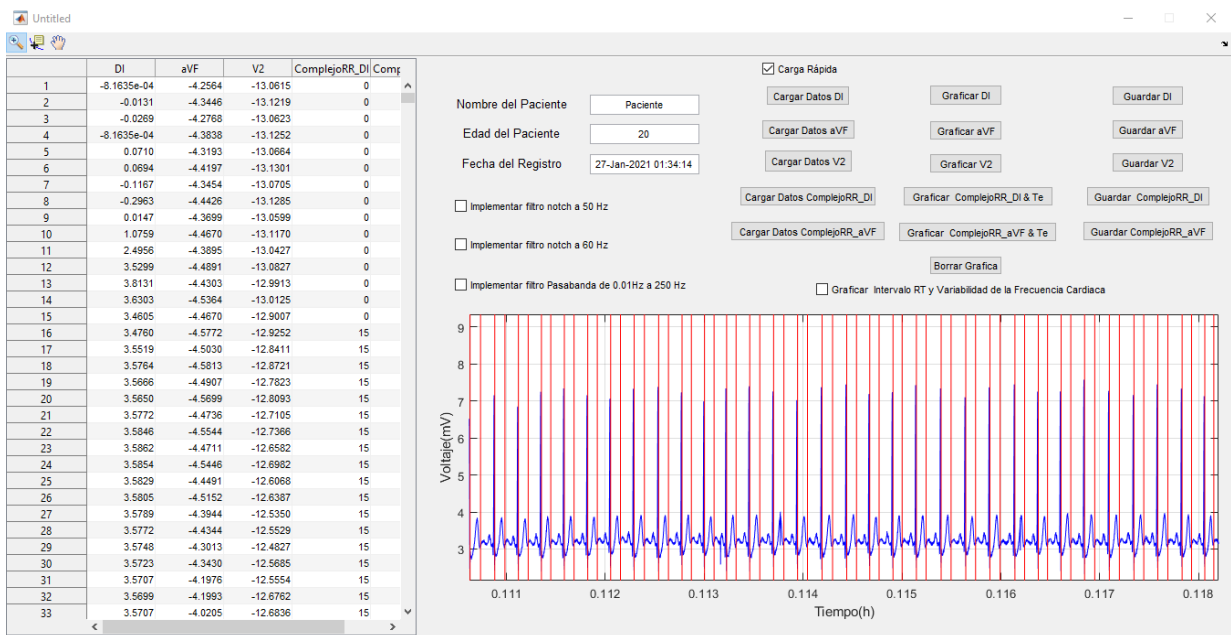 Untitled
DI aVF V2 ComplejoRR_DI Comp
1 -8.1635e-04 -4.2564 -13.0615 0
2 -0.0131 -4.3446 -13.1219 0
3 -0.0269 -4.2768 -13.0623 0
4 -8.1635e-04 -4.3838 -13.1252 0
5 0.0710 -4.3193 -13.0664 0
6 0.0694 -4.4197 -13.1301 0
7 -0.1167 -4.3454 -13.0705 0
8 -0.2963 -4.4426 -13.1285 0
9 0.0147 -4.3699 -13.0599 0
10 1.0759 -4.4670 -13.1170 0
11 2.4956 -4.3895 -13.0427 0
12 3.5299 -4.4891 -13.0827 0
13 3.8131 -4.4303 -12.9913 0
14 3.6303 -4.5364 -13.0125 0
15 3.4605 -4.4670 -12.9007 0
16 3.4760 -4.5772 -12.9252 15
17 3.5519 -4.5030 -12.8411 15
18 3.5764 -4.5813 -12.8721 15
19 3.5666 -4.4907 -12.7823 15
20 3.5650 -4.5699 -12.8093 15
21 3.5772 -4.4736 -12.7105 15
22 3.5846 -4.5544 -12.7366 15
23 3.5862 -4.4711 -12.6582 15
24 3.5854 -4.5446 -12.6982 15
25 3.5829 -4.4491 -12.6068 15
26 3.5805 -4.5152 -12.6387 15
27 3.5789 -4.3944 -12.5350 15
28 3.5772 -4.4344 -12.5529 15
29 3.5748 -4.3013 -12.4827 15
30 3.5723 -4.3430 -12.5685 15
31 3.5707 -4.1976 -12.5554 15
32 3.5699 -4.1993 -12.6762 15
33 3.5707 -4.0205 -12.6836 15
Nombre del Paciente Paciente
Edad del Paciente 20
Fecha del Registro 27-Jan-2021 01:34:14
Implementar filtro notch a 50 Hz
Implementar filtro notch a 60 Hz
Implementar filtro Pasabanda de 0.01Hz a 250 Hz
Carga Rápida
Cargar Datos DI Graficar DI Guardar DI
Cargar Datos aVF Graficar aVF Guardar aVF
Cargar Datos V2 Graficar V2 Guardar V2
Cargar Datos ComplejoRR_DI Graficar ComplejoRR_DI & Te Guardar ComplejoRR_DI
Cargar Datos ComplejoRR_aVF Graficar ComplejoRR_aVF & Te Guardar ComplejoRR_aVF
Borrar Grafica
Graficar Intervalo RT y Variabilidad de la Frecuencia Cardiaca
Voltaje(mV)
9
8
7
6
5
4
3
0.111 0.112 0.113 0.114 0.115 0.116 0.117 0.118
Tiempo(h)